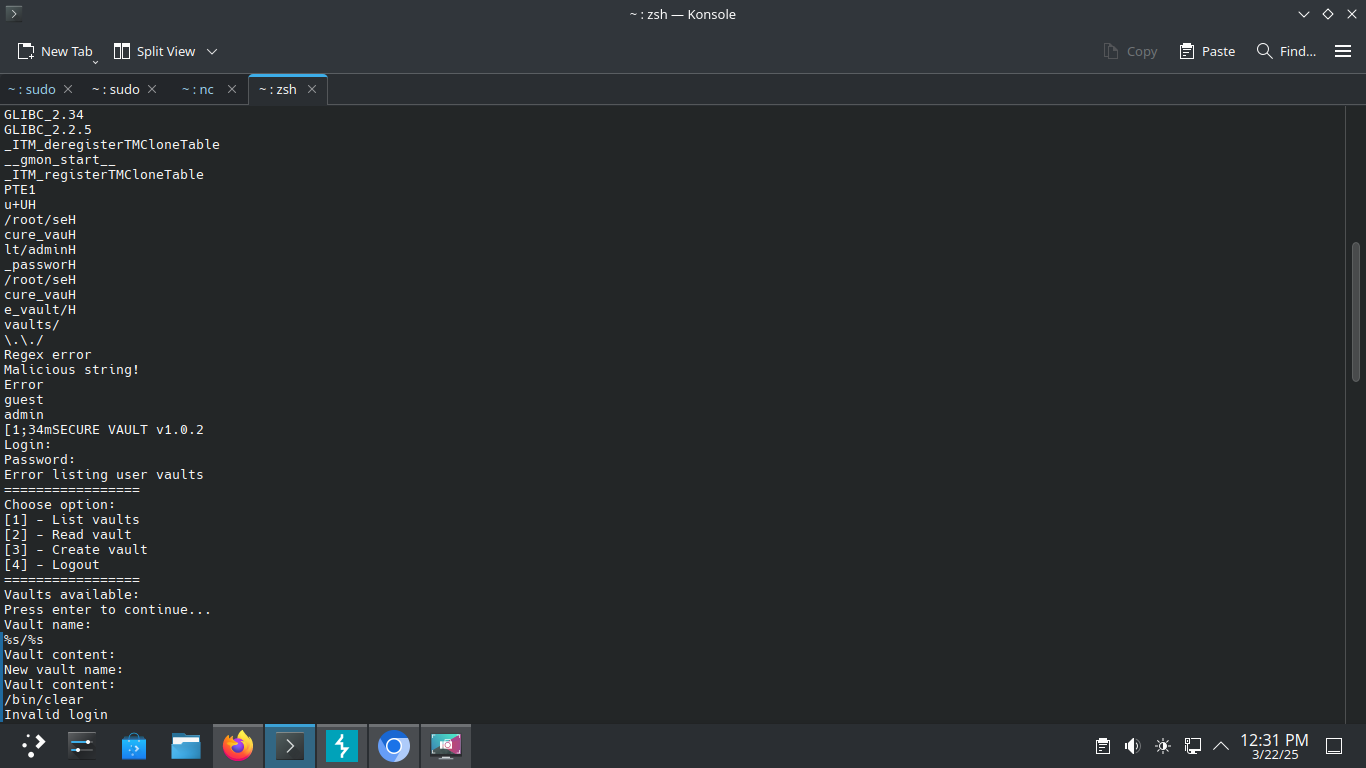 ~ : zsh — Konsole
New Tab Split View Copy Paste Find...
~ : sudo ~ : sudo ~ : nc ~ : zsh
GLIBC_2.34
GLIBC_2.2.5
_ITM_deregisterTMCloneTable
__gmon_start__
_ITM_registerTMCloneTable
PTE1
u+UH
/root/seH
cure_vauH
lt/adminH
_passworH
/root/seH
cure_vauH
e_vault/H
vaults/
\.\./
Regex error
Malicious string!
Error
guest
admin
[1;34mSECURE VAULT v1.0.2
Login:
Password:
Error listing user vaults
=================
Choose option:
[1] - List vaults
[2] - Read vault
[3] - Create vault
[4] - Logout
=================
Vaults available:
Press enter to continue...
Vault name:
%s/%s
Vault content:
New vault name:
Vault content:
/bin/clear
Invalid login
12:31 PM
3/22/25